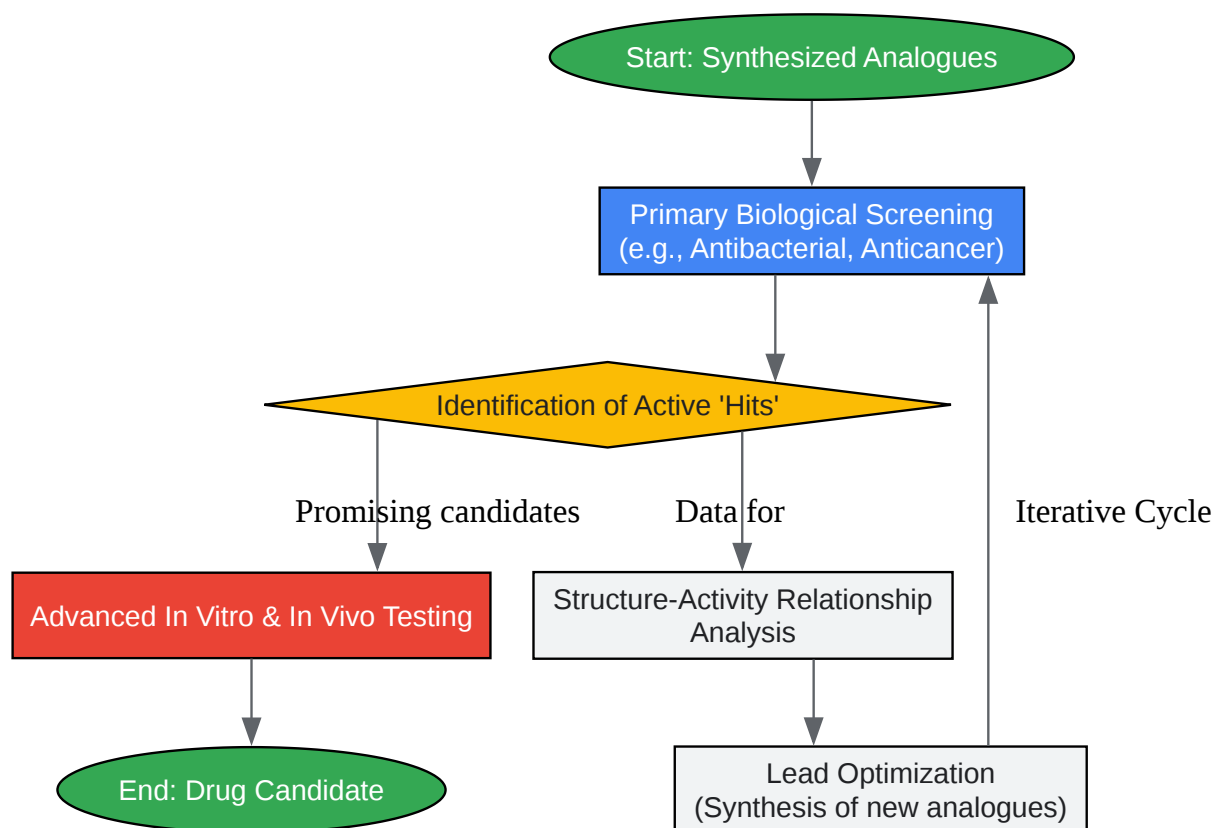 Start: Synthesized Analogues
Primary Biological Screening
(e.g., Antibacterial, Anticancer)
Identification of Active 'Hits'
Promising candidates
Data for
Iterative Cycle
Advanced In Vitro & In Vivo Testing
Structure-Activity Relationship
Analysis
End: Drug Candidate
Lead Optimization
(Synthesis of new analogues)